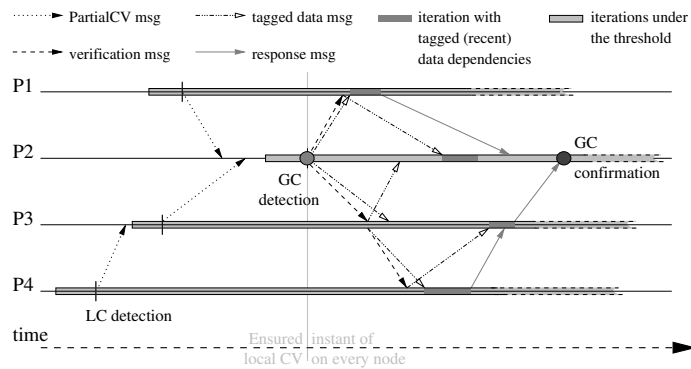 PartialCV msg
tagged data msg
iteration with
tagged (recent)
data dependencies
iterations under
the threshold
verification msg
response msg
P1
P2
GC
detection
GC
confirmation
P3
P4
LC detection
time
Ensured instant of
local CV on every node